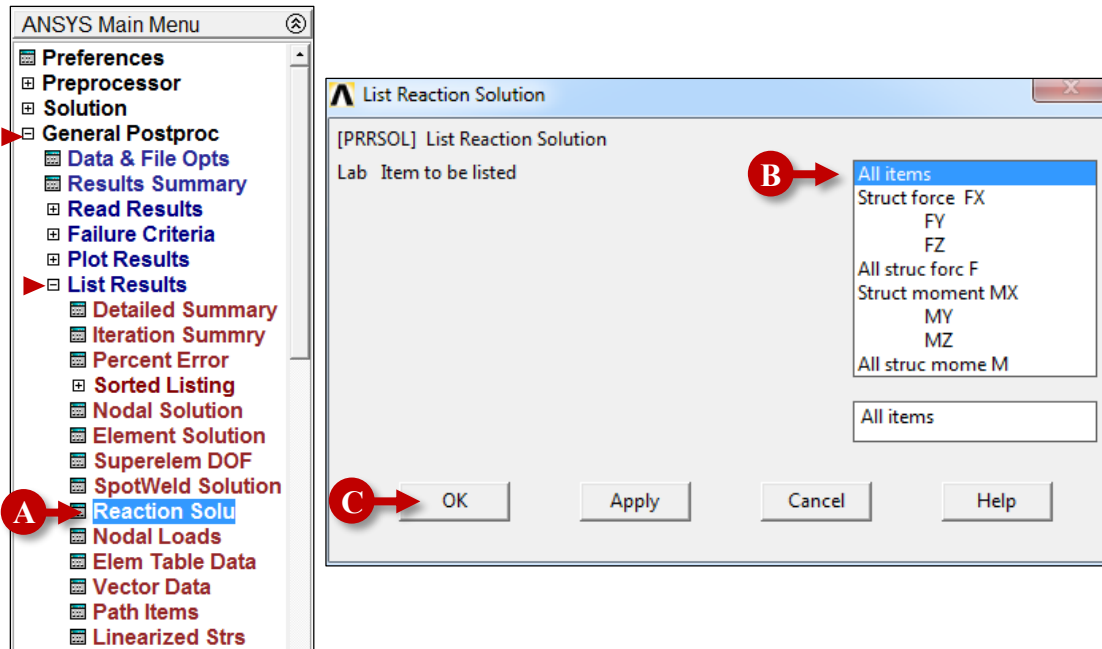 ANSYS Main Menu
Preferences
Preprocessor
Solution
General Postproc
Data & File Opts
Results Summary
Read Results
Failure Criteria
Plot Results
List Results
Detailed Summary
Iteration Summry
Percent Error
Sorted Listing
Nodal Solution
Element Solution
Superelem DOF
SpotWeld Solution
A Reaction Solu
Nodal Loads
Elem Table Data
Vector Data
Path Items
Linearized Strs
List Reaction Solution
[PRRSOL] List Reaction Solution
Lab Item to be listed
B All items
Struct force FX
FY
FZ
All struc forc F
Struct moment MX
MY
MZ
All struc mome M
All items
C OK Apply Cancel Help